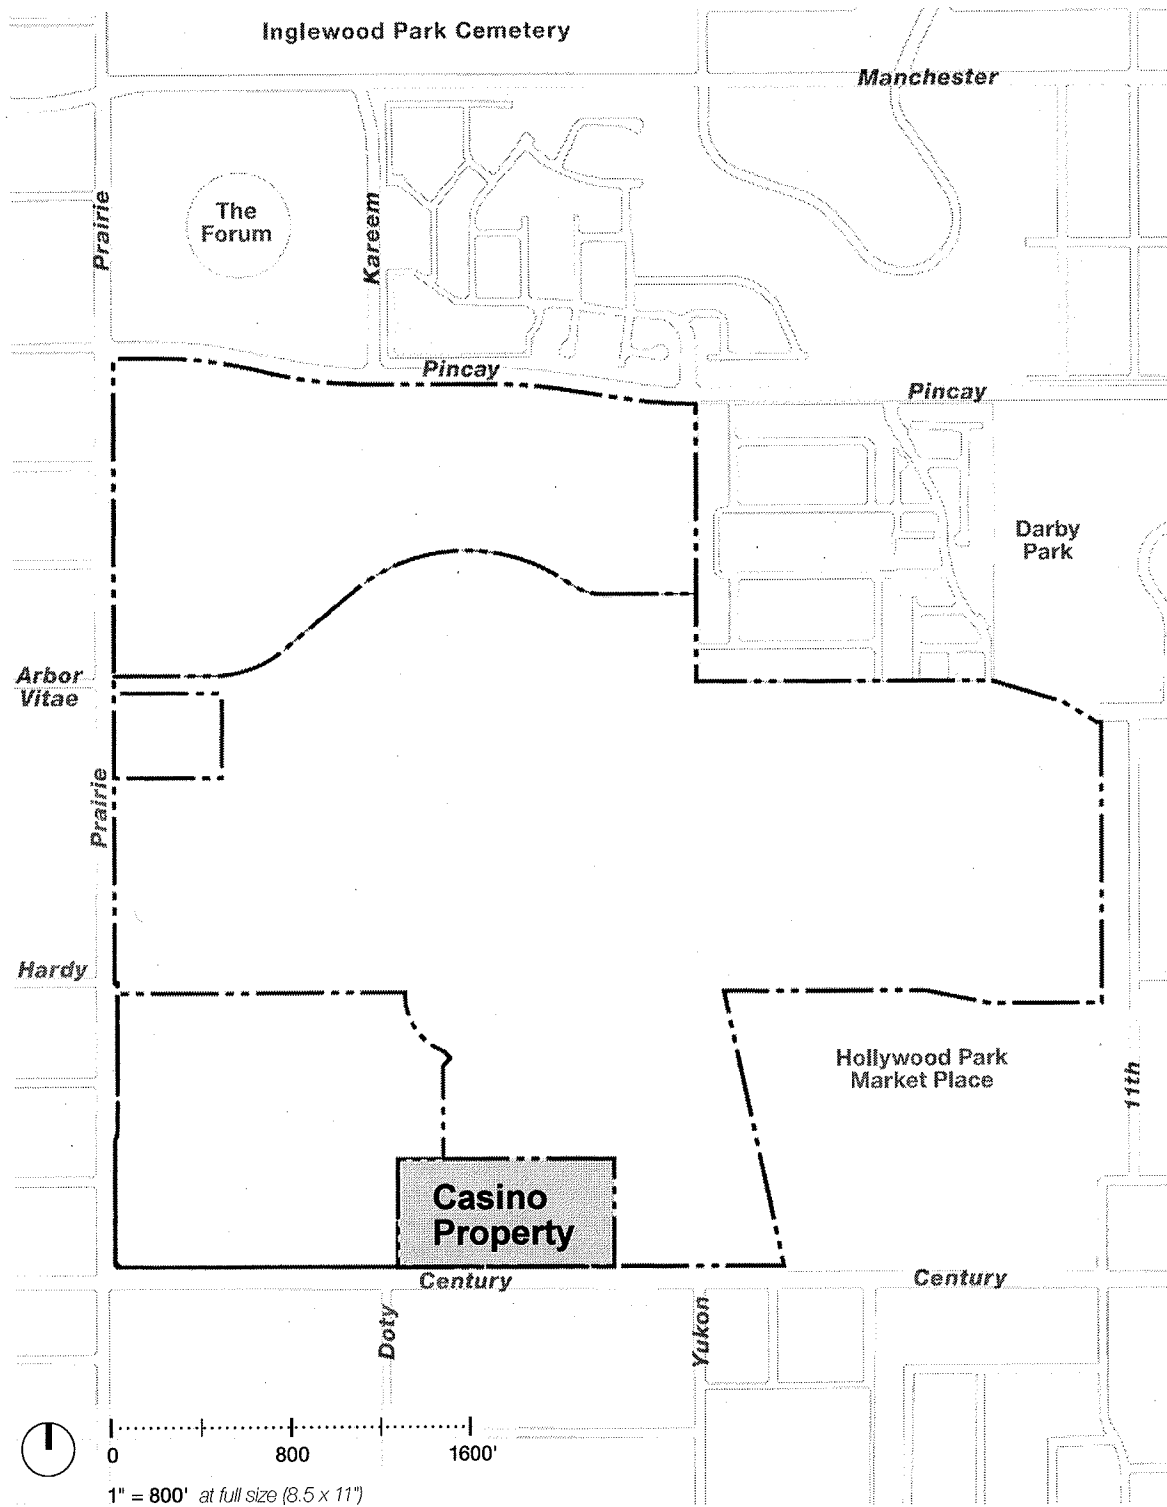 Inglewood Park Cemetery
Manchester
Prairie
The
Forum
Kareem
Pincay
Pincay
Darby
Park
Arbor
Vitae
Prairie
Hardy
Hollywood Park
Market Place
11th
Casino
Property
Century
Century
Doty
Yukon
0 800 1600'
1" = 800' at full size (8.5 x 11")